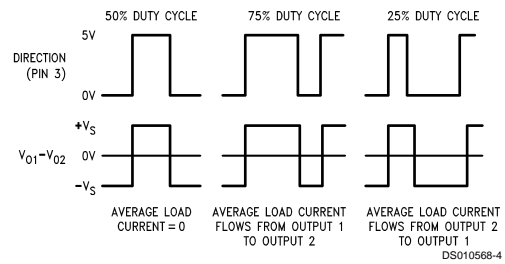 50% DUTY CYCLE
75% DUTY CYCLE
25% DUTY CYCLE
5V
DIRECTION
(PIN 3)
0V
+VS
VO1−VO2
0V
−VS
AVERAGE LOAD
CURRENT = 0
AVERAGE LOAD CURRENT
FLOWS FROM OUTPUT 1
TO OUTPUT 2
AVERAGE LOAD CURRENT
FLOWS FROM OUTPUT 2
TO OUTPUT 1
DS010568-4